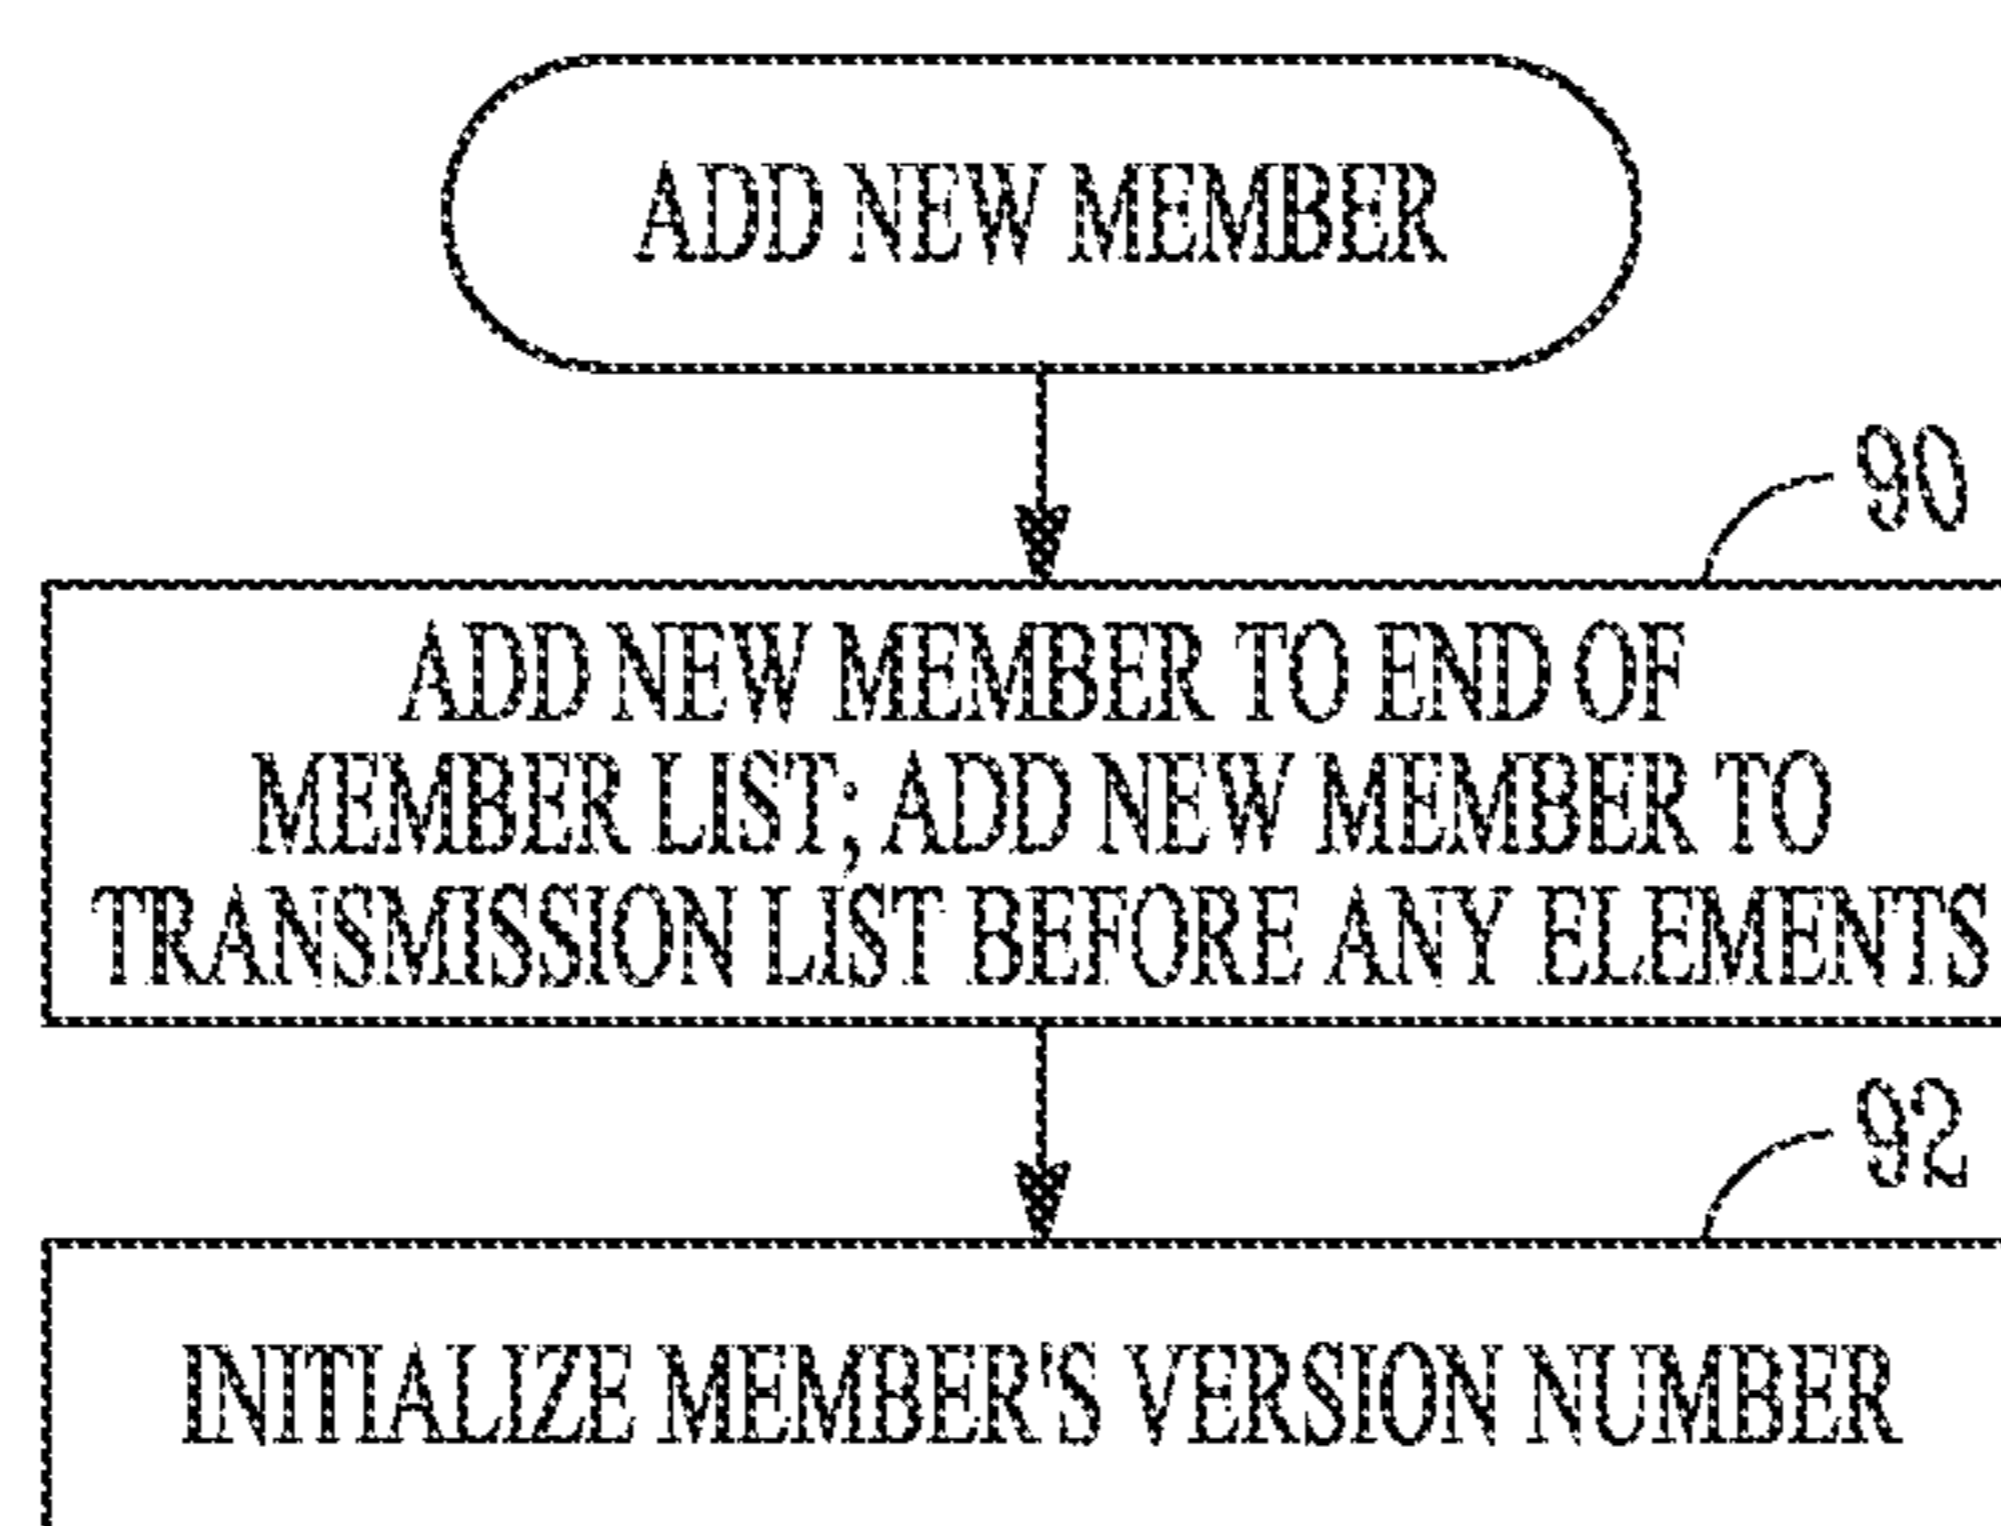 ADD NEW MEMBER
90
ADD NEW MEMBER TO END OF
MEMBER LIST; ADD NEW MEMBER TO
TRANSMISSION LIST BEFORE ANY ELEMENTS
92
INITIALIZE MEMBER'S VERSION NUMBER